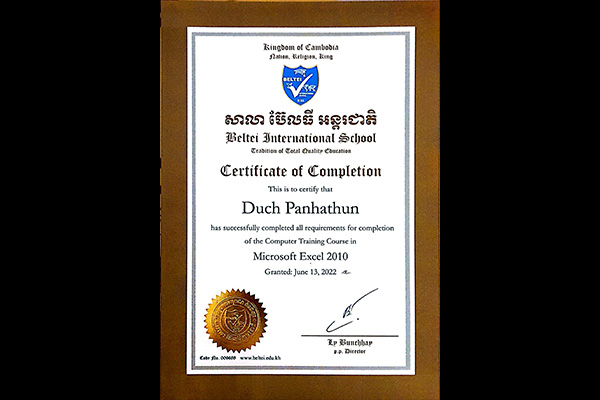 Kingdom of Cambodia
Nation, Religion, King
BELTEI
សាលា ប៊ែលធី អន្តរជាតិ
Beltei International School
Tradition of Total Quality Education
Certificate of Completion
This is to certify that
Duch Panhathun
has successfully completed all requirements for completion
of the Computer Training Course in
Microsoft Excel 2010
Granted: June 13, 2022
Ly Bunchhay
p.p. Director
Code No. 006608 www.beltei.edu.kh